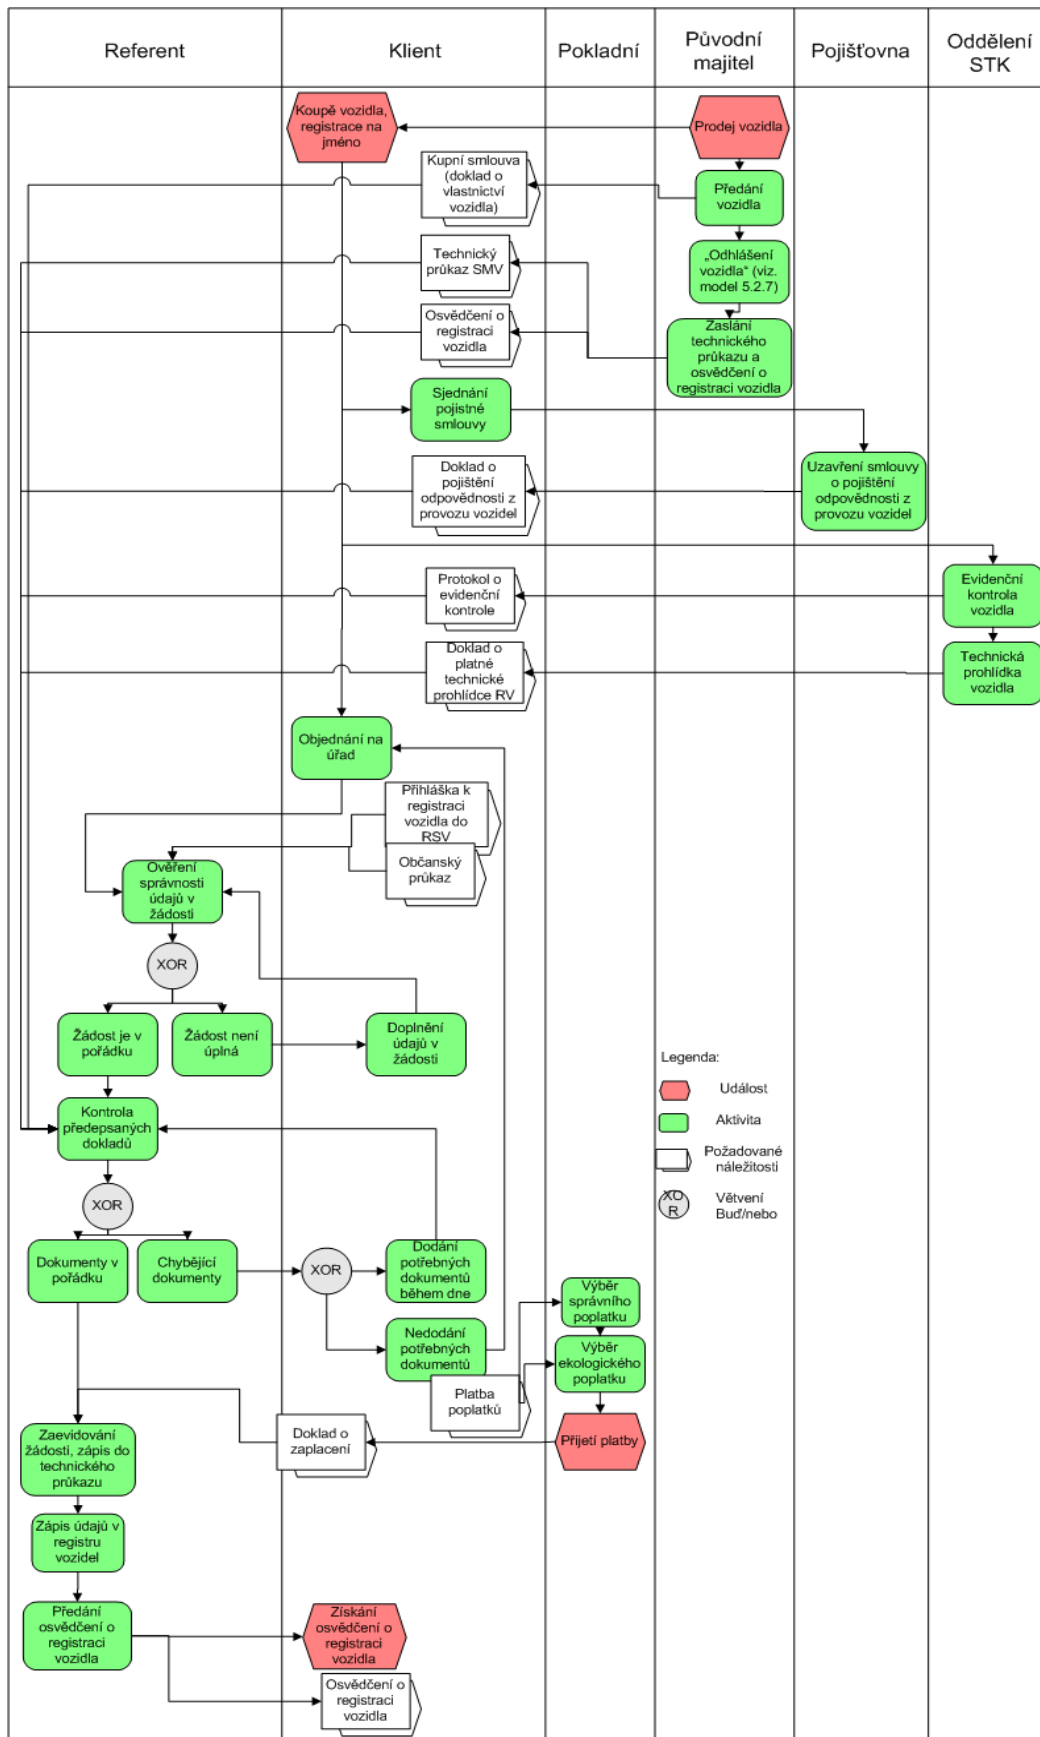 Referent
Klient
Pokladní
Původní
majitel
Pojišťovna
Oddělení
STK
Koupě vozidla,
registrace na
jméno
Prodej vozidla
Kupní smlouva
(doklad o
vlastnictví
vozidla)
Předání
vozidla
Technický
průkaz SMV
„Odhlášení
vozidla“ (viz.
model 5.2.7)
Osvědčení o
registraci
vozidla
Zaslání
technického
průkazu a
osvědčení o
registraci vozidla
Sjednání
pojistné
smlouvy
Doklad o
pojištění
odpovědnosti z
provozu vozidel
Uzavření smlouvy
o pojištění
odpovědnosti z
provozu vozidel
Protokol o
evidenční
kontrole
Evidenční
kontrola
vozidla
Doklad o
platné
technické
prohlídce RV
Technická
prohlídka
vozidla
Objednání na
úřad
Přihláška k
registraci
vozidla do
RSV
Občanský
průkaz
Ověření
správnosti
údajů v
žádosti
XOR
Žádost je v
pořádku
Žádost není
úplná
Doplnění
údajů v
žádosti
Legenda:
Událost
Aktivita
Požadované
náležitosti
XO
R
Větvení
Buď/nebo
Kontrola
předepsaných
dokladů
XOR
Dokumenty v
pořádku
Chybějící
dokumenty
XOR
Dodání
potřebných
dokumentů
během dne
Výběr
správního
poplatku
Nedodání
potřebných
dokumentů
Výběr
ekologického
poplatku
Platba
poplatků
Doklad o
zaplacení
Přijetí platby
Zaevidování
žádosti, zápis do
technického
průkazu
Zápis údajů v
registru
vozidel
Předání
osvědčení o
registraci
vozidla
Získání
osvědčení o
registraci
vozidla
Osvědčení o
registraci
vozidla